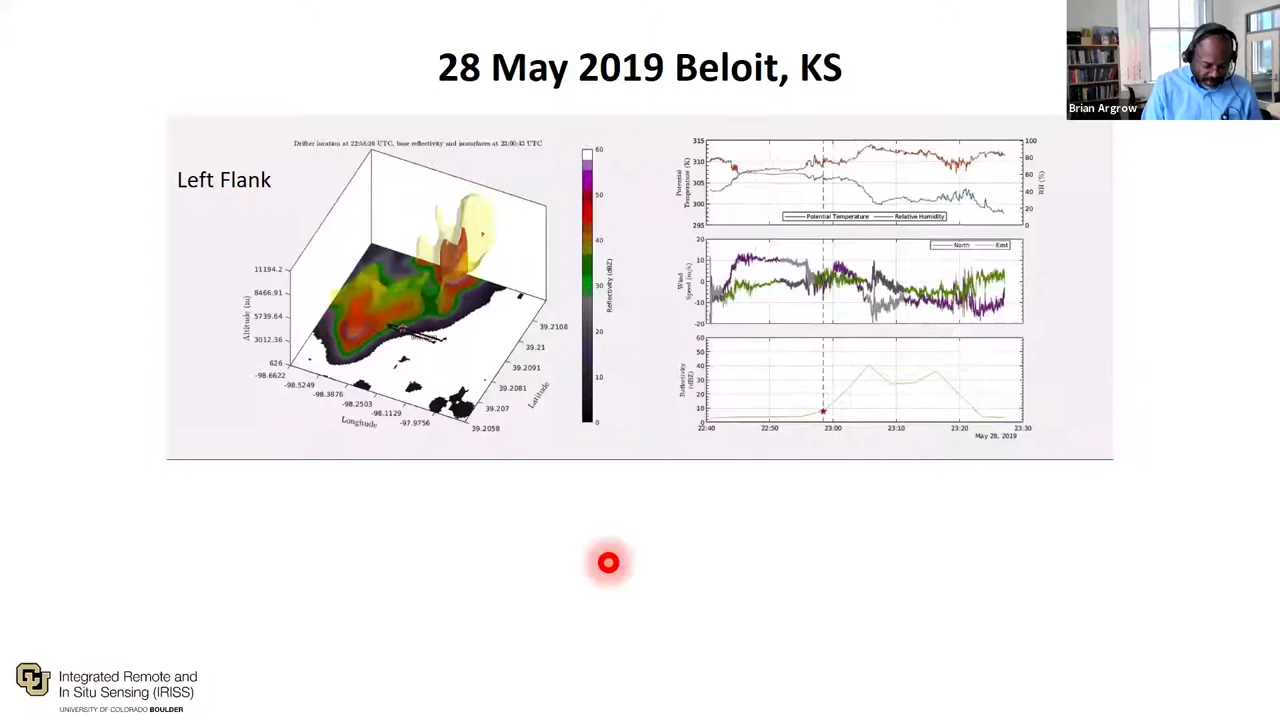 28 May 2019 Beloit, KS
Brian Argrow
Left Flank
Drifter location at 22:58:26 UTC, base reflectivity and isosurfaces at 23:00:43 UTC
11194.2
8466.91
5739.64
3012.36
626
Altitude (m)
-98.6622
-98.5249
-98.3876
-98.2503
-98.1129
-97.9756
Longitude
39.2108
39.21
39.2091
39.2081
39.207
39.2058
Latitude
60
50
40
30
20
10
0
Reflectivity (dBZ)
315
310
305
300
295
Potential
Temperature (K)
100
80
60
40
20
0
RH (%)
Potential Temperature
Relative Humidity
20
10
0
-10
-20
Wind
Speed (m/s)
North
East
60
50
40
30
20
10
0
Reflectivity
(dBZ)
22:40
22:50
23:00
23:10
23:20
23:30
May 28, 2019
CU
Integrated Remote and
In Situ Sensing (IRISS)
UNIVERSITY OF COLORADO BOULDER